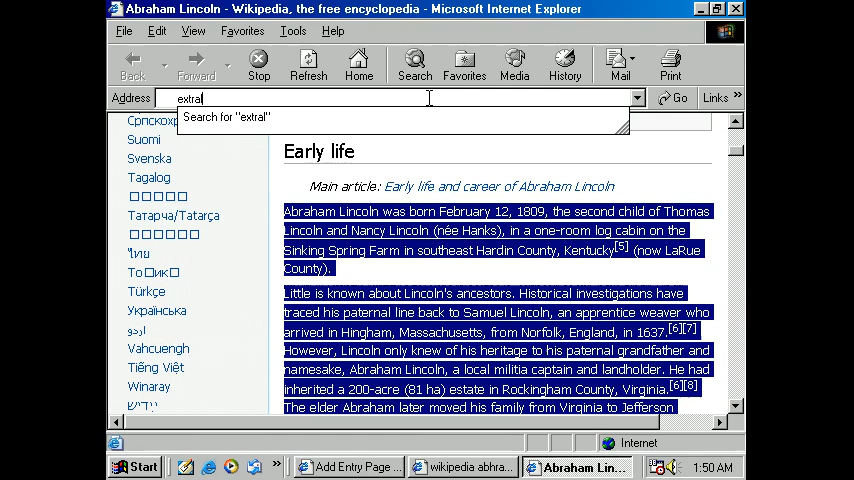 Abraham Lincoln - Wikipedia, the free encyclopedia - Microsoft Internet Explorer
File Edit View Favorites Tools Help
Back Forward Stop Refresh Home Search Favorites Media History Mail Print
Address extral Go Links »
Search for "extral"
Suomi
Svenska
Tagalog
Татарча/Tatarça
ไทย
Türkçe
Українська
اردو
Vahcuengh
Tiếng Việt
Winaray
ייִדיש
Early life
Main article: Early life and career of Abraham Lincoln
Abraham Lincoln was born February 12, 1809, the second child of Thomas
Lincoln and Nancy Lincoln (née Hanks), in a one-room log cabin on the
Sinking Spring Farm in southeast Hardin County, Kentucky[5] (now LaRue
County).
Little is known about Lincoln's ancestors. Historical investigations have
traced his paternal line back to Samuel Lincoln, an apprentice weaver who
arrived in Hingham, Massachusetts, from Norfolk, England, in 1637.[6][7]
However, Lincoln only knew of his heritage to his paternal grandfather and
namesake, Abraham Lincoln, a local militia captain and landholder. He had
inherited a 200-acre (81 ha) estate in Rockingham County, Virginia.[6][8]
The elder Abraham later moved his family from Virginia to Jefferson
Internet
Start » Add Entry Page ... wikipedia abhra... Abraham Lin... 1:50 AM